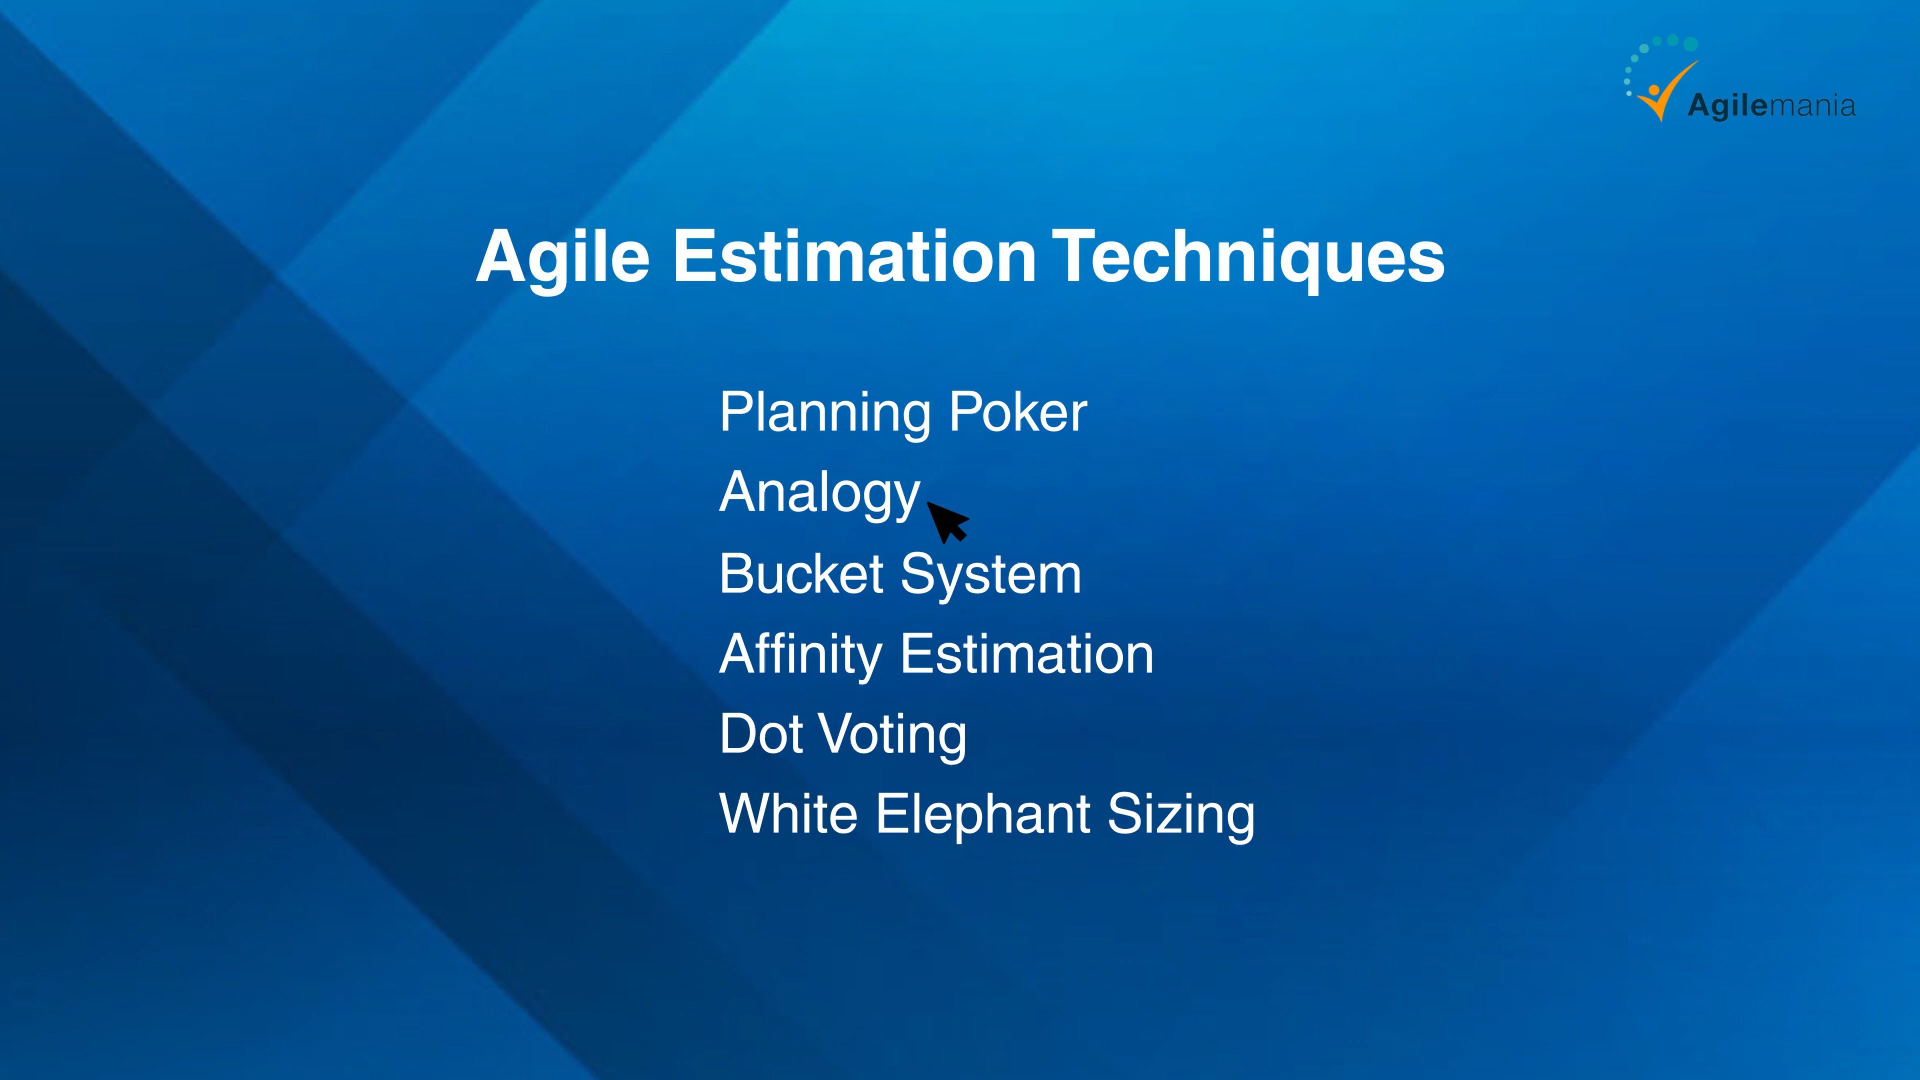 Agilemania
Agile Estimation Techniques
Planning Poker
Analogy
Bucket System
Affinity Estimation
Dot Voting
White Elephant Sizing